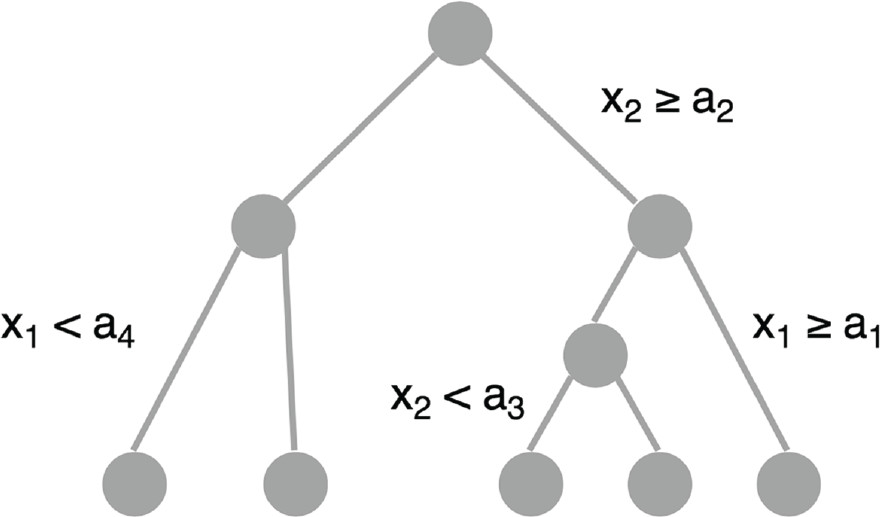 x₂ ≥ a₂
x₁ < a₄
x₁ ≥ a₁
x₂ < a₃